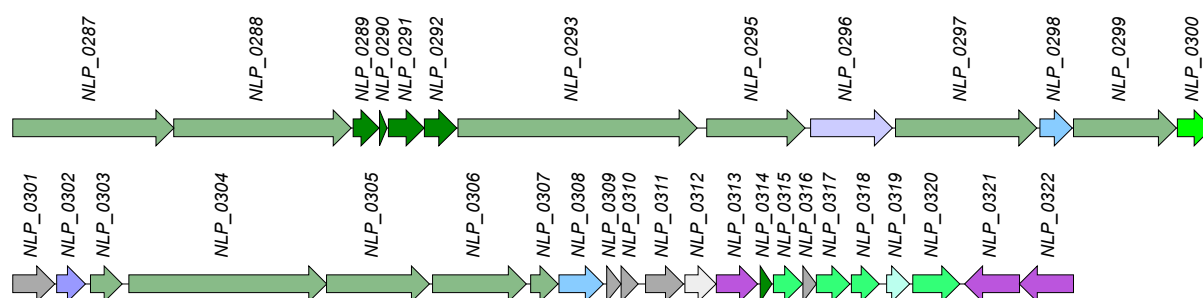 NLP_0287
NLP_0288
NLP_0289
NLP_0290
NLP_0291
NLP_0292
NLP_0293
NLP_0295
NLP_0296
NLP_0297
NLP_0298
NLP_0299
NLP_0300
NLP_0301
NLP_0302
NLP_0303
NLP_0304
NLP_0305
NLP_0306
NLP_0307
NLP_0308
NLP_0309
NLP_0310
NLP_0311
NLP_0312
NLP_0313
NLP_0314
NLP_0315
NLP_0316
NLP_0317
NLP_0318
NLP_0319
NLP_0320
NLP_0321
NLP_0322